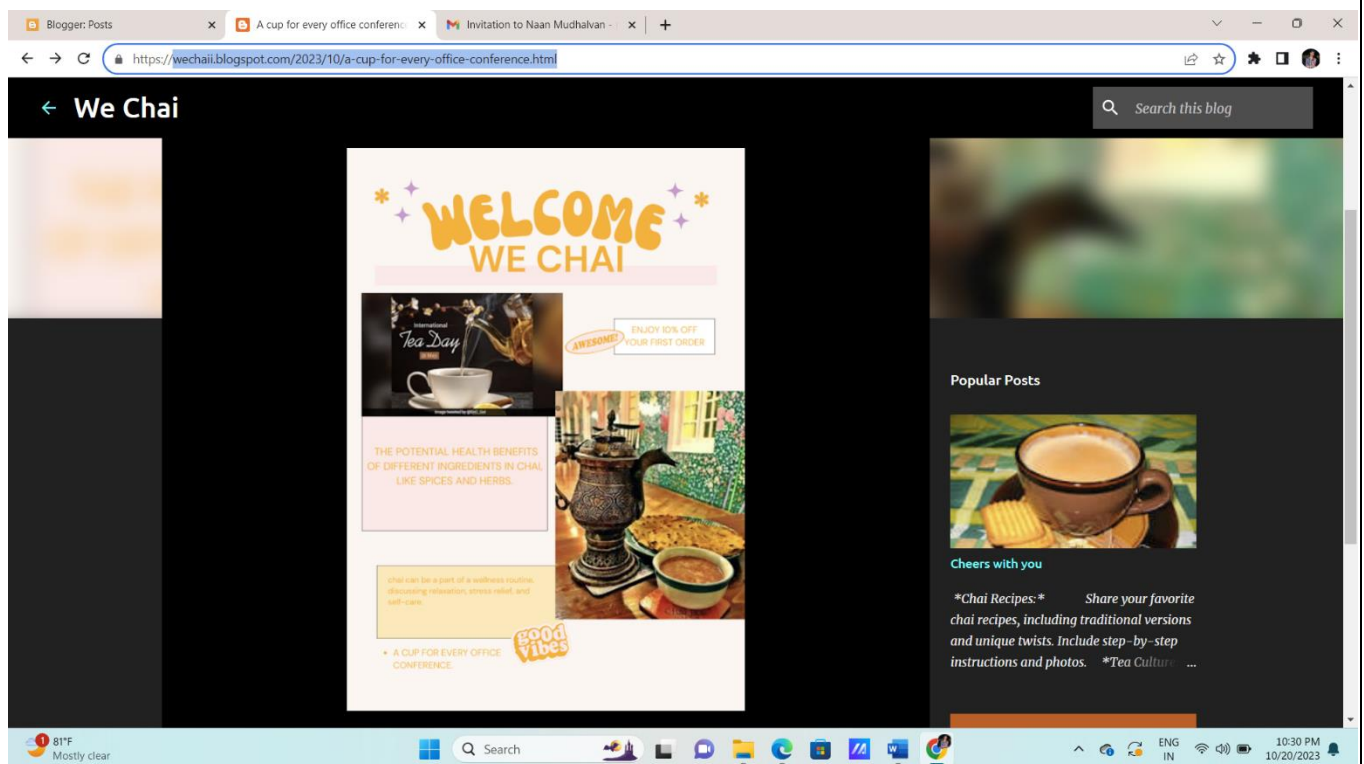 Blogger: Posts
A cup for every office conferenc
Invitation to Naan Mudhalvan -
https://wechaii.blogspot.com/2023/10/a-cup-for-every-office-conference.html
We Chai
Search this blog
WELCOME
WE CHAI
International
Tea Day
AWESOME!
ENJOY 10% OFF
YOUR FIRST ORDER
THE POTENTIAL HEALTH BENEFITS
OF DIFFERENT INGREDIENTS IN CHAI,
LIKE SPICES AND HERBS.
chai can be a part of a wellness routine,
discussing relaxation, stress relief, and
self-care.
good
vibes
• A CUP FOR EVERY OFFICE
CONFERENCE.
Popular Posts
Cheers with you
*Chai Recipes:* Share your favorite
chai recipes, including traditional versions
and unique twists. Include step-by-step
instructions and photos. *Tea Cultur ...
1
81°F
Mostly clear
Search
ENG
IN
10:30 PM
10/20/2023